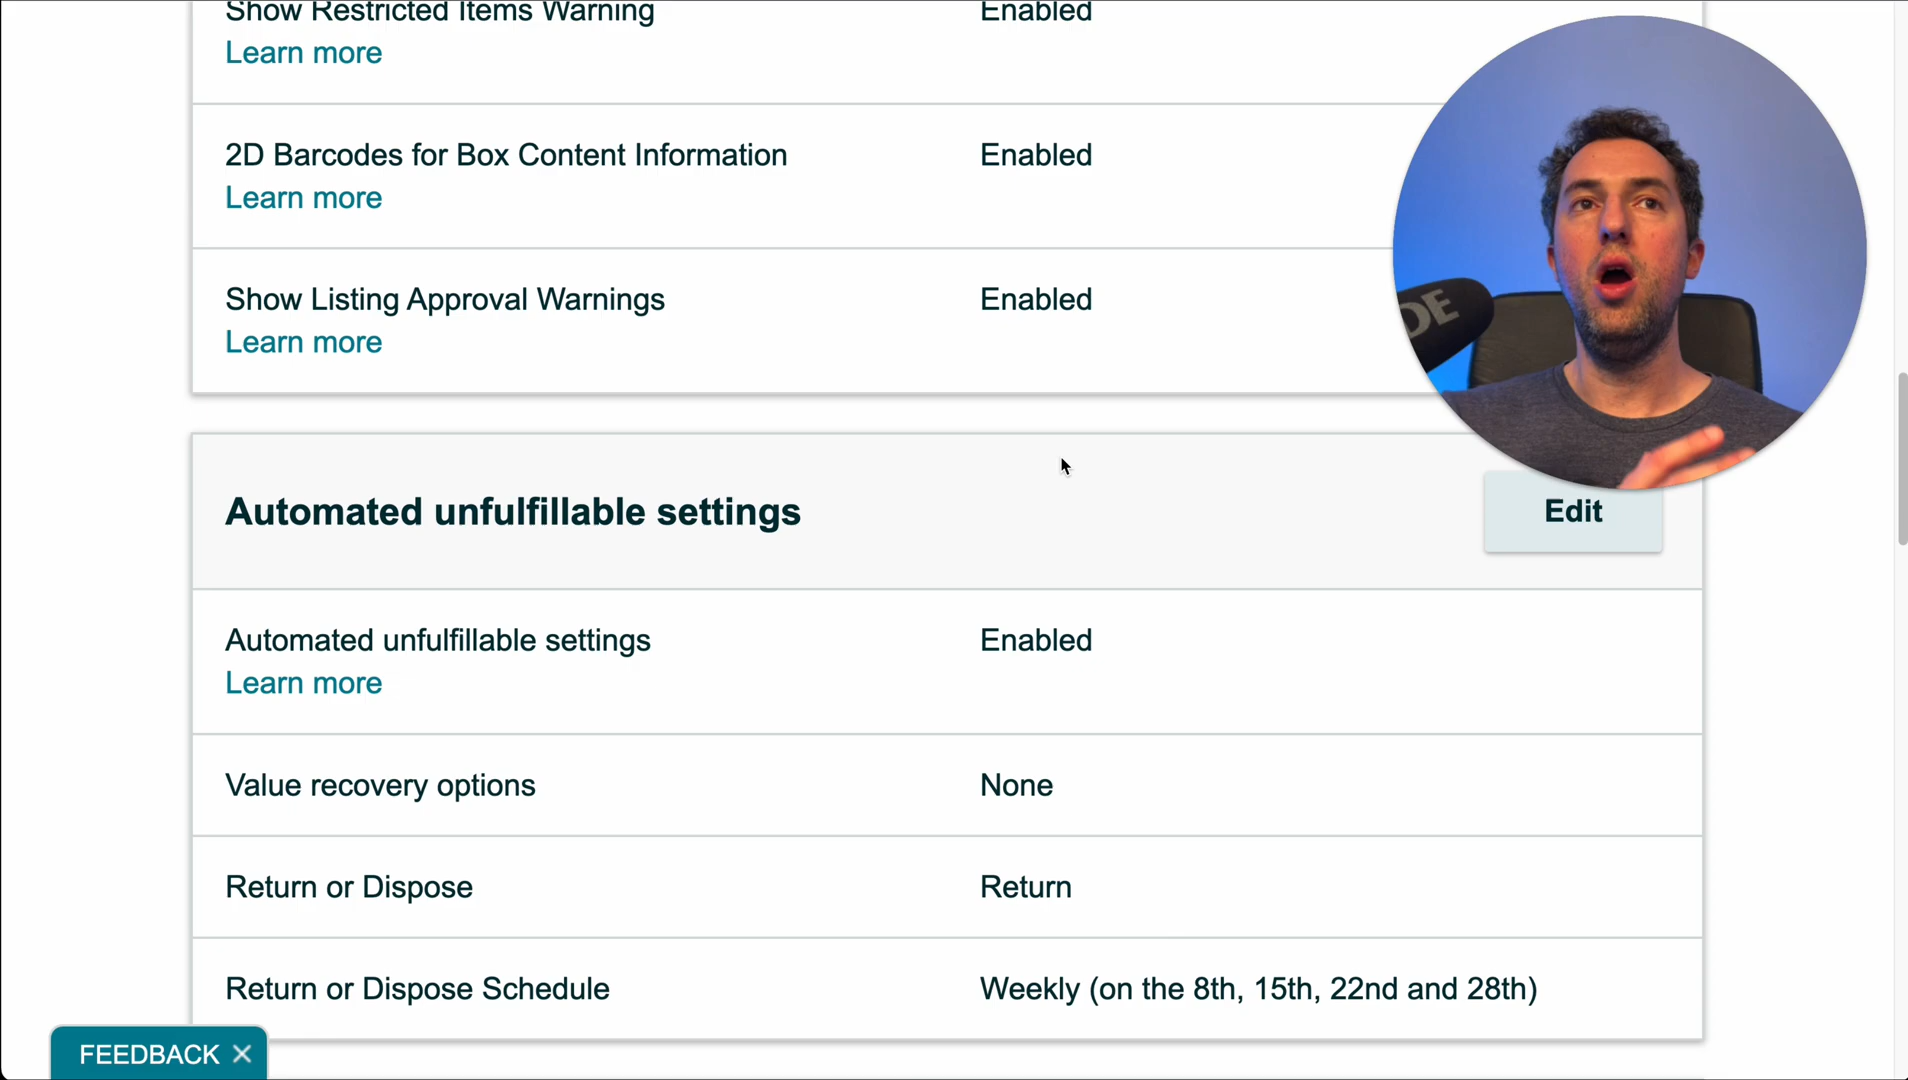 Show Restricted Items Warning
Enabled
Learn more
2D Barcodes for Box Content Information
Enabled
Learn more
Show Listing Approval Warnings
Enabled
Learn more
Automated unfulfillable settings
Edit
Automated unfulfillable settings
Enabled
Learn more
Value recovery options
None
Return or Dispose
Return
Return or Dispose Schedule
Weekly (on the 8th, 15th, 22nd and 28th)
FEEDBACK